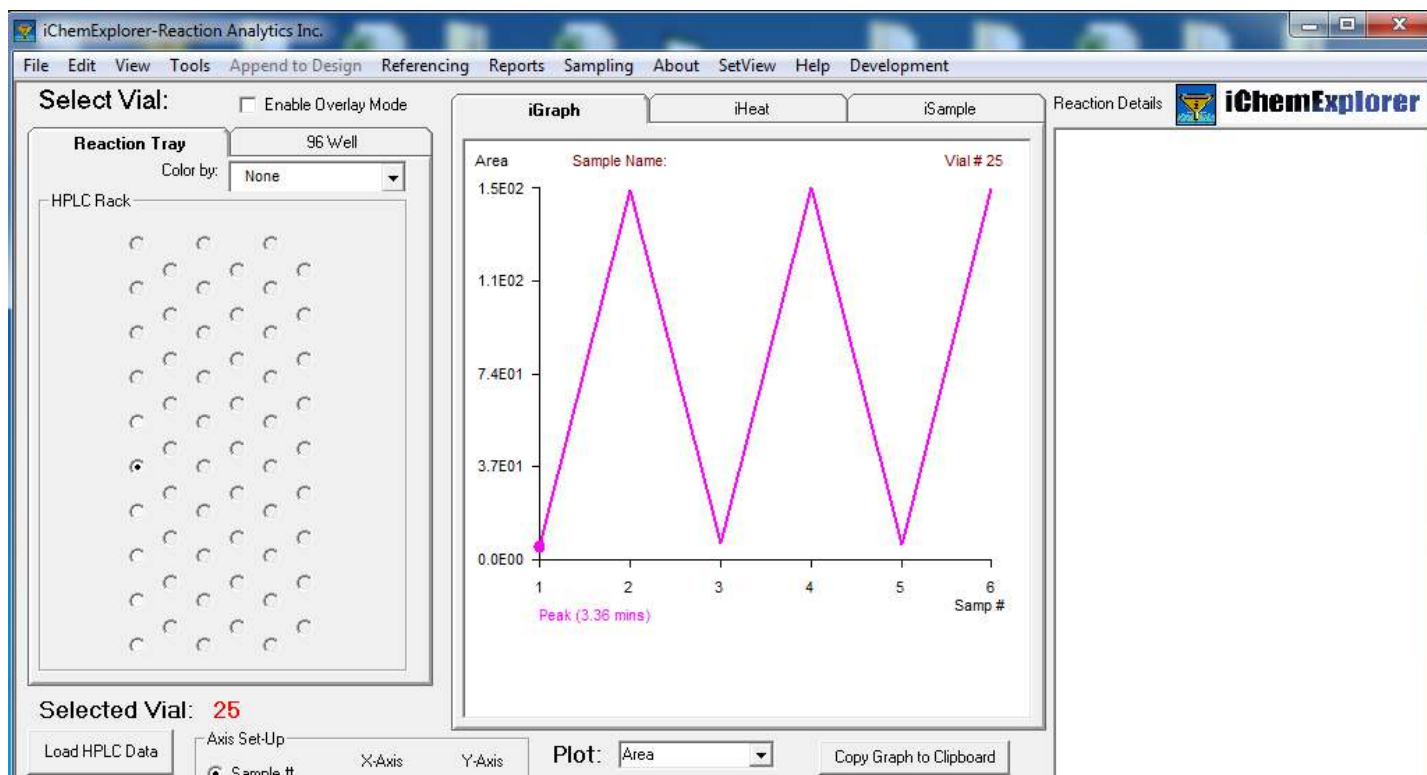 iChemExplorer-Reaction Analytics Inc.
File Edit View Tools Append to Design Referencing Reports Sampling About SetView Help Development
Select Vial:
Enable Overlay Mode
Reaction Tray
96 Well
Color by:
None
HPLC Rack
Selected Vial: 25
Load HPLC Data
Axis Set-Up
Sample #
X-Axis
Y-Axis
iGraph
iHeat
iSample
Area
Sample Name:
Vial # 25
1.5E02
1.1E02
7.4E01
3.7E01
0.0E00
1 2 3 4 5 6
Samp #
Peak (3.36 mins)
Plot:
Area
Copy Graph to Clipboard
Reaction Details
iChemExplorer